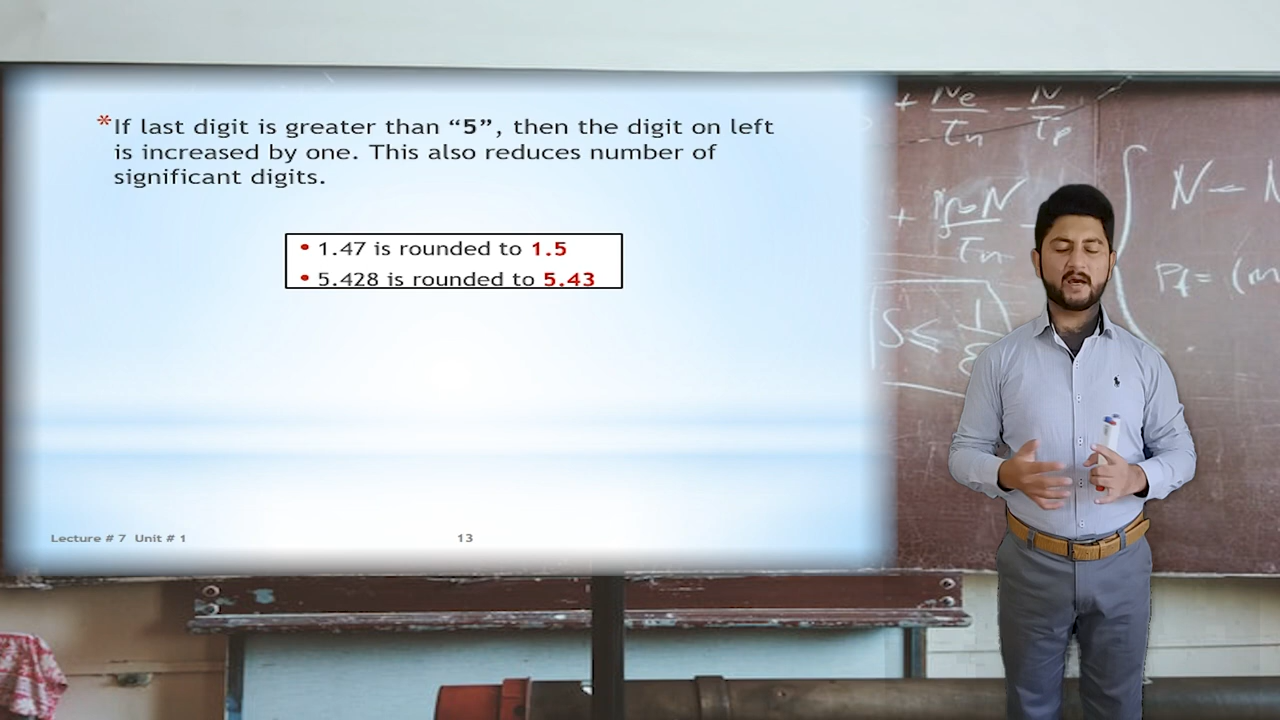 *If last digit is greater than “5”, then the digit on left
is increased by one. This also reduces number of
significant digits.
• 1.47 is rounded to 1.5
• 5.428 is rounded to 5.43
Lecture # 7 Unit # 1
13
N
S ≤ 1